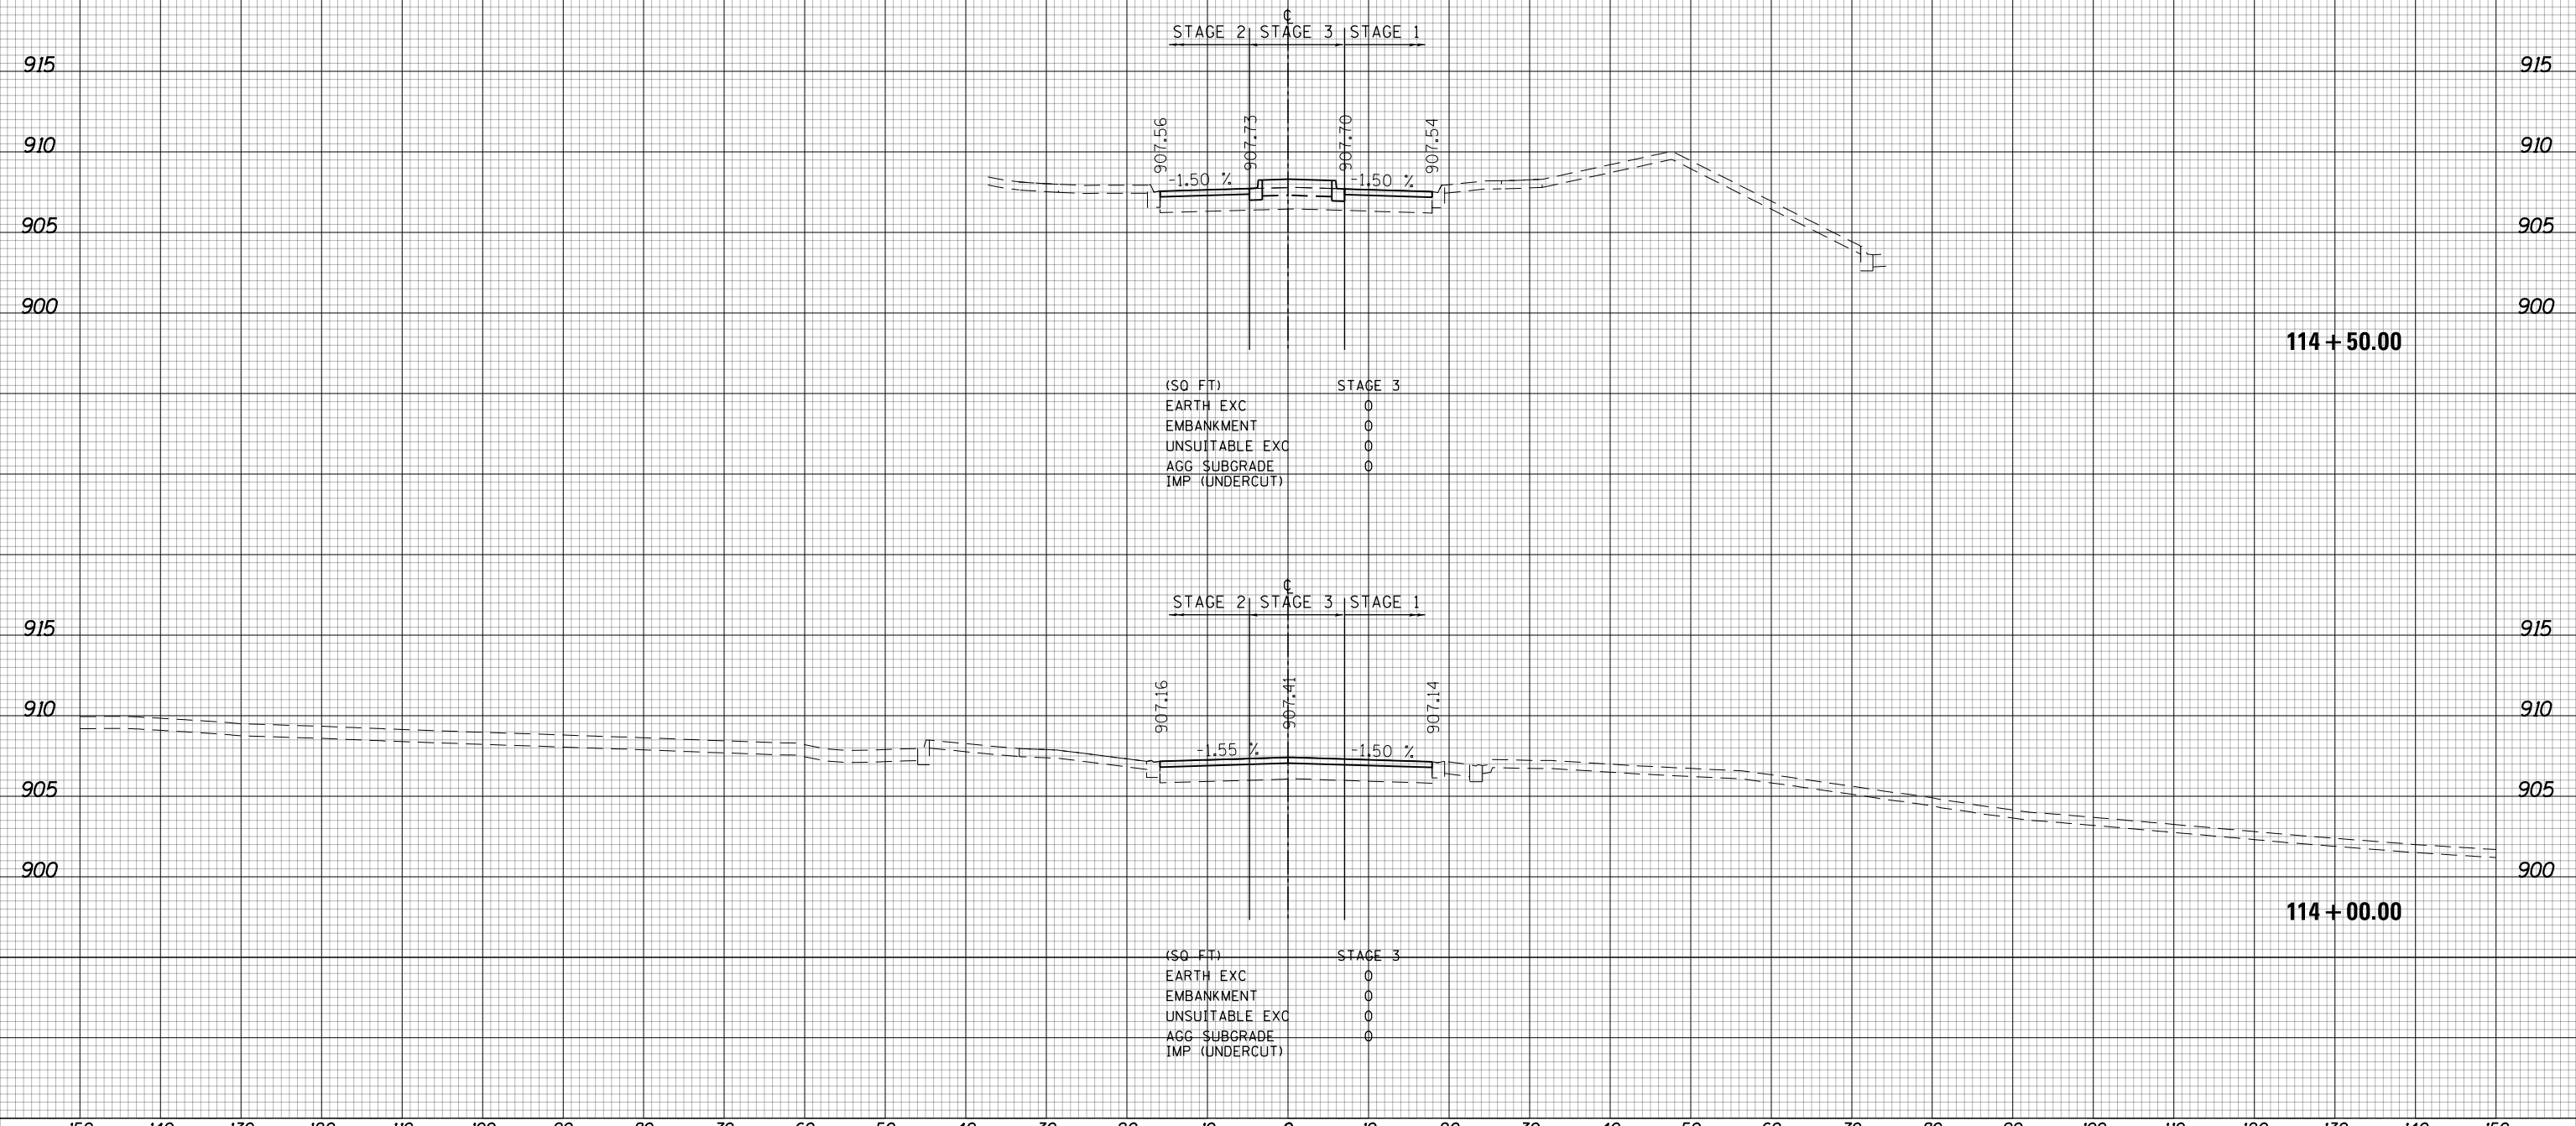 ℄
STAGE 2 STAGE 3 STAGE 1
915 915
907.56 907.73 907.70 907.54
910 910
-1.50 % -1.50 %
905 905
900 900
114+50.00
(SQ FT) STAGE 3
EARTH EXC 0
EMBANKMENT 0
UNSUITABLE EXC 0
AGG SUBGRADE 0
IMP (UNDERCUT)
℄
STAGE 2 STAGE 3 STAGE 1
915 915
907.16 907.41 907.14
910 910
-1.55 % -1.50 %
905 905
900 900
114+00.00
(SQ FT) STAGE 3
EARTH EXC 0
EMBANKMENT 0
UNSUITABLE EXC 0
AGG SUBGRADE 0
IMP (UNDERCUT)